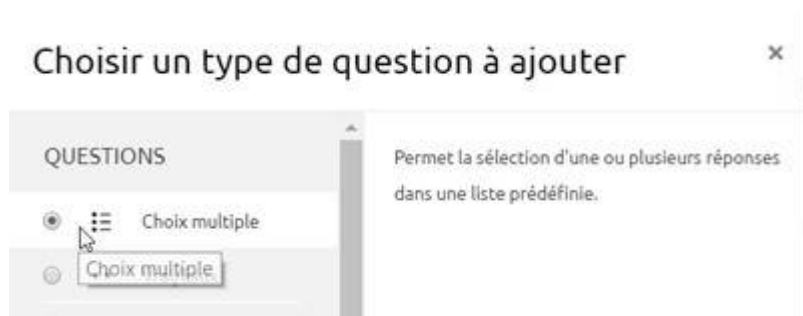 Choisir un type de question à ajouter ×
QUESTIONS
Permet la sélection d'une ou plusieurs réponses
dans une liste prédéfinie.
Choix multiple
Choix multiple